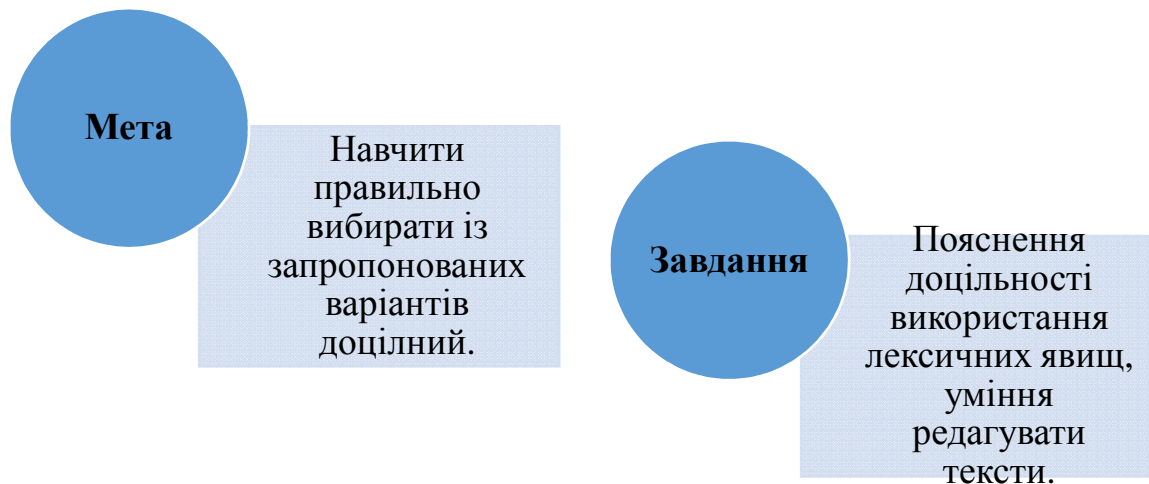 Мета
Навчити
правильно
вибирати із
запропонованих
варіантів
доцілний.
Завдання
Пояснення
доцільності
використання
лексичних явищ,
уміння
редагувати
тексти.